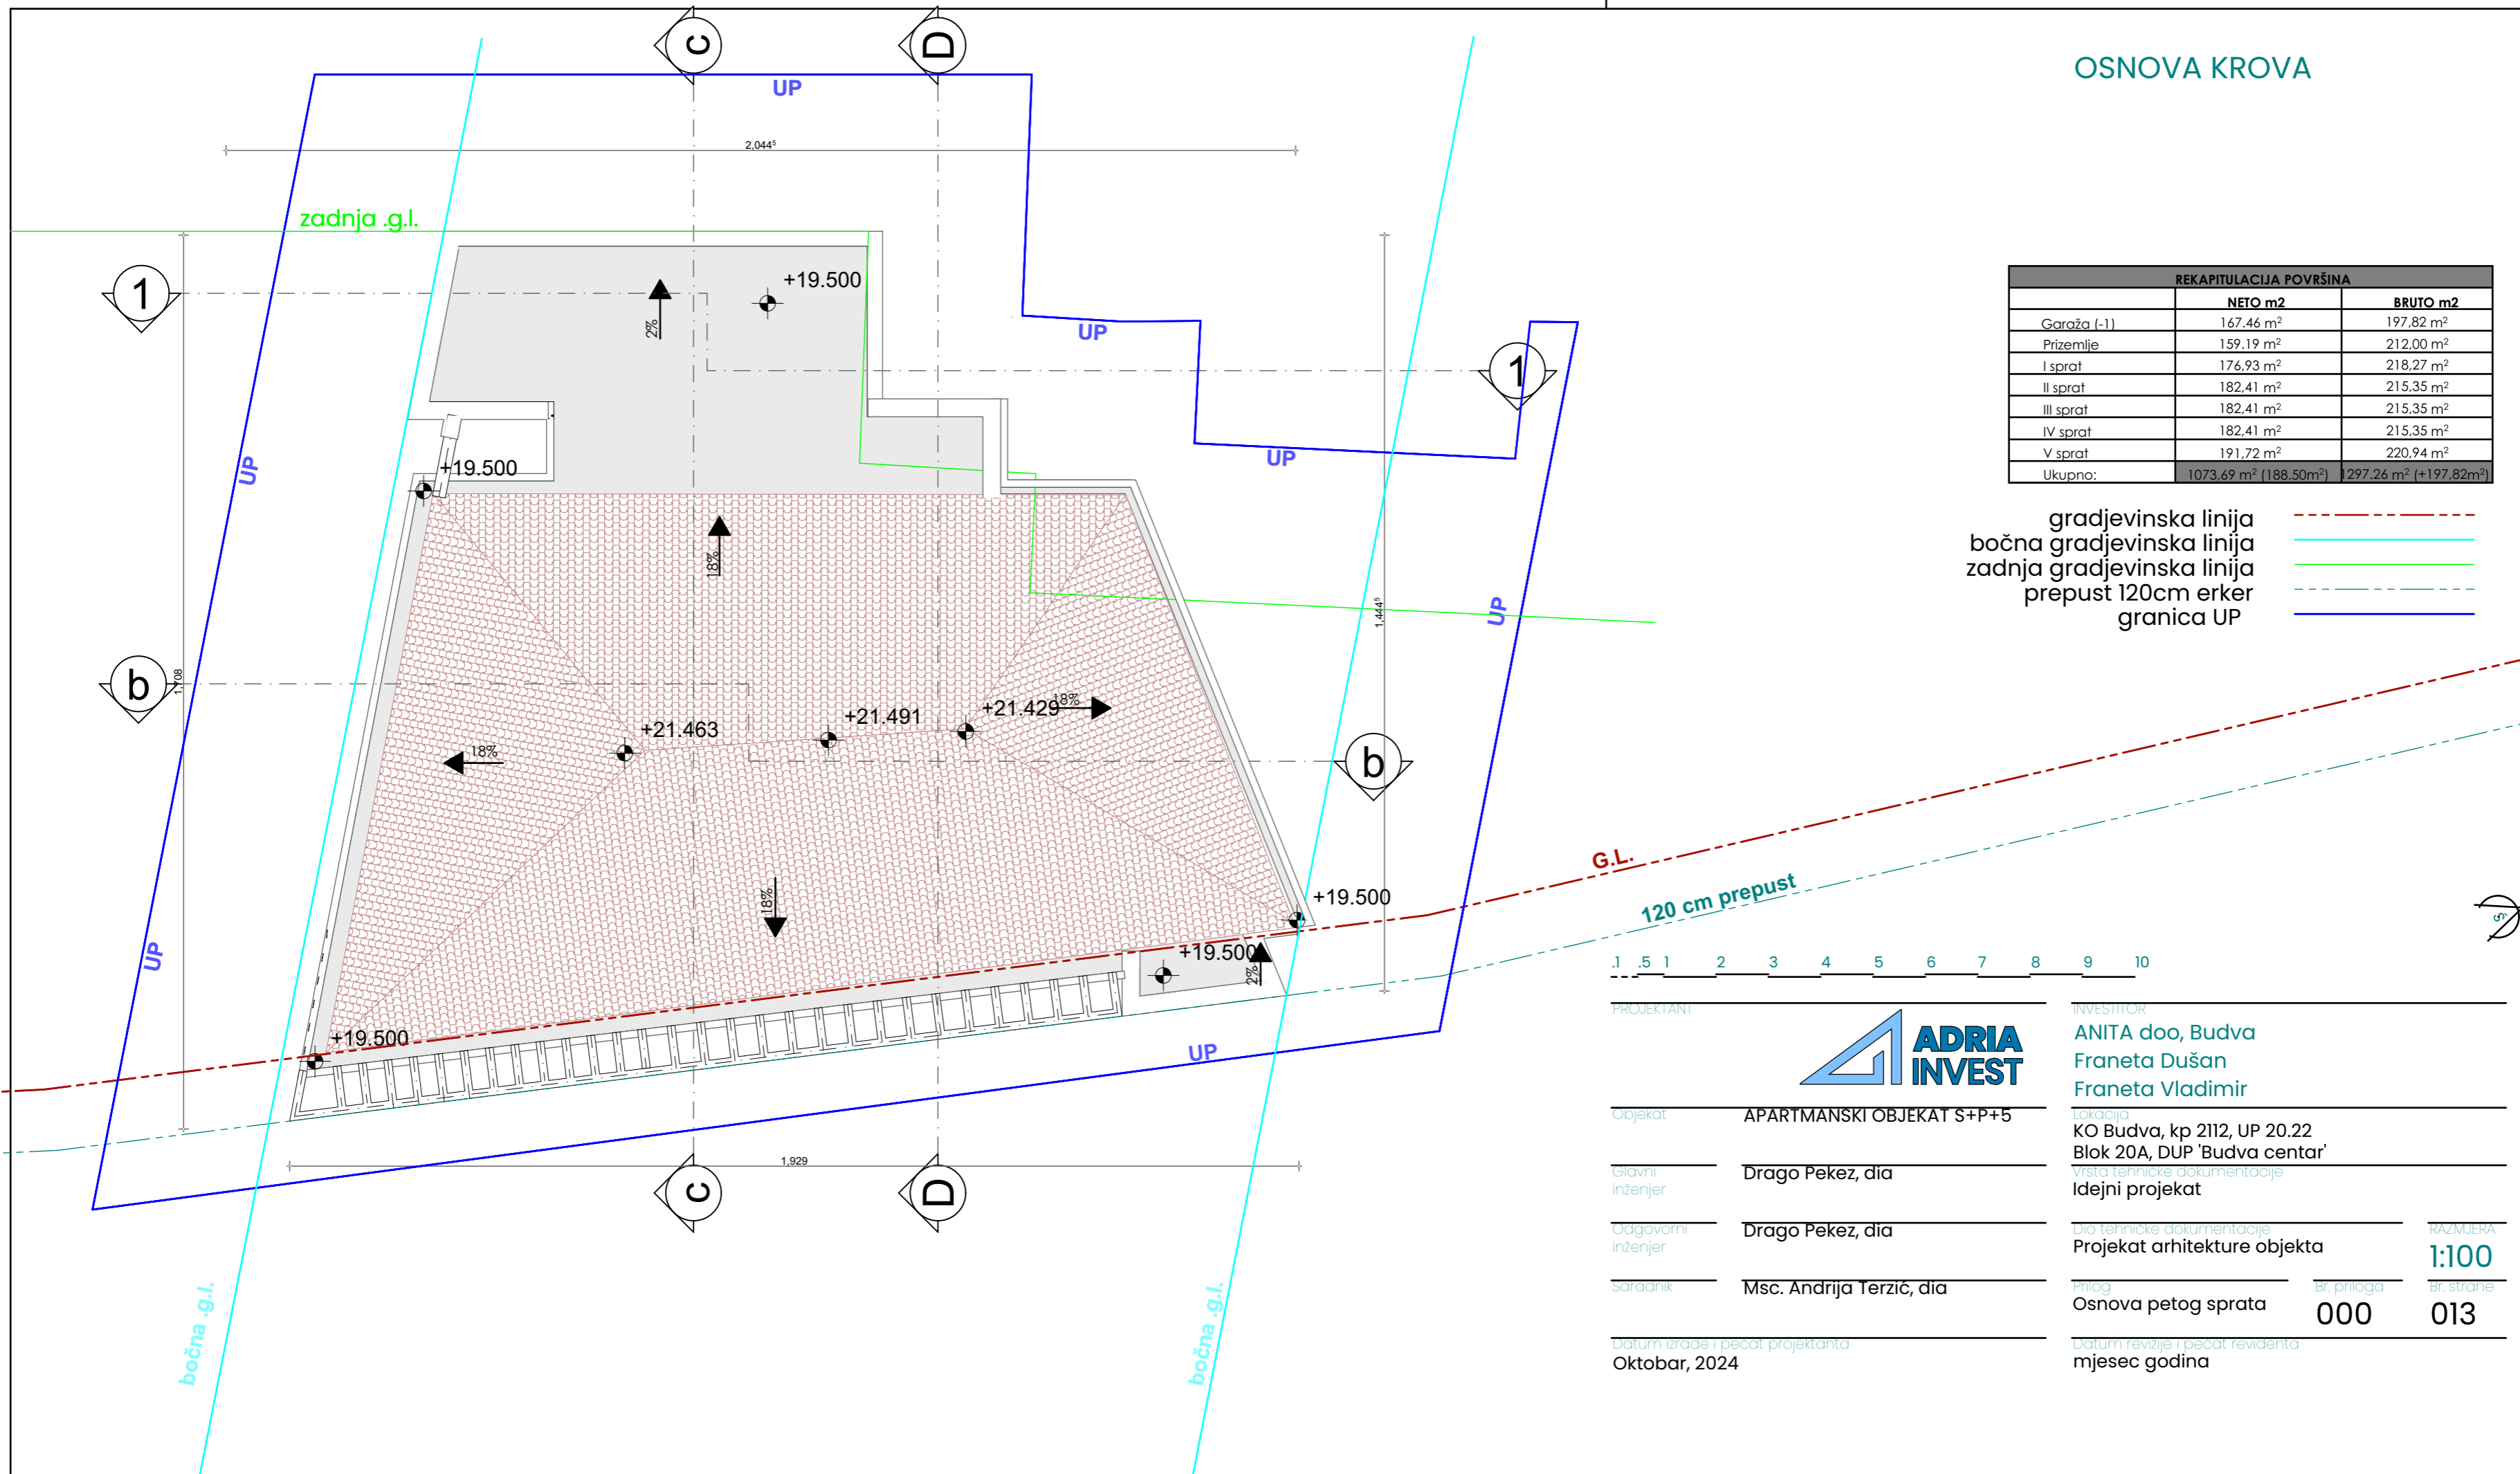 OSNOVA KROVA
c
D
UP
2,044⁵
zadnja .g.l.
1
+19.500
2%
UP
1
UP
UP
+19.500
18%
1,444⁵
UP
b
1,708
+21.463
+21.491
+21.429
18%
18%
b
18%
G.L.
120 cm prepust
+19.500
+19.500
2%
UP
+19.500
UP
1,929
c
D
bočna .g.l.
bočna .g.l.
REKAPITULACIJA POVRŠINA
NETO m2 BRUTO m2
Garaža (-1) 167.46 m² 197,82 m²
Prizemlje 159.19 m² 212,00 m²
I sprat 176,93 m² 218,27 m²
II sprat 182,41 m² 215,35 m²
III sprat 182,41 m² 215,35 m²
IV sprat 182,41 m² 215,35 m²
V sprat 191,72 m² 220,94 m²
Ukupno: 1073,69 m² (188.50m²) 1297.26 m² (+197,82m²)
gradjevinska linija
bočna gradjevinska linija
zadnja gradjevinska linija
prepust 120cm erker
granica UP
S
.1 .5 1 2 3 4 5 6 7 8 9 10
PROJEKTANT
ADRIA
INVEST
INVESTITOR
ANITA doo, Budva
Franeta Dušan
Franeta Vladimir
Objekat APARTMANSKI OBJEKAT S+P+5
Lokacija
KO Budva, kp 2112, UP 20.22
Blok 20A, DUP 'Budva centar'
Glavni
inženjer
Drago Pekez, dia
Vrsta tehničke dokumentacije
Idejni projekat
Odgovorni
inženjer
Drago Pekez, dia
Dio tehničke dokumentacije
Projekat arhitekture objekta
RAZMJERA
1:100
Saradnik Msc. Andrija Terzić, dia
Prilog
Osnova petog sprata
Br. priloga
000
Br. strane
013
Datum izrade i pečat projektanta
Oktobar, 2024
Datum revizije i pečat revidenta
mjesec godina